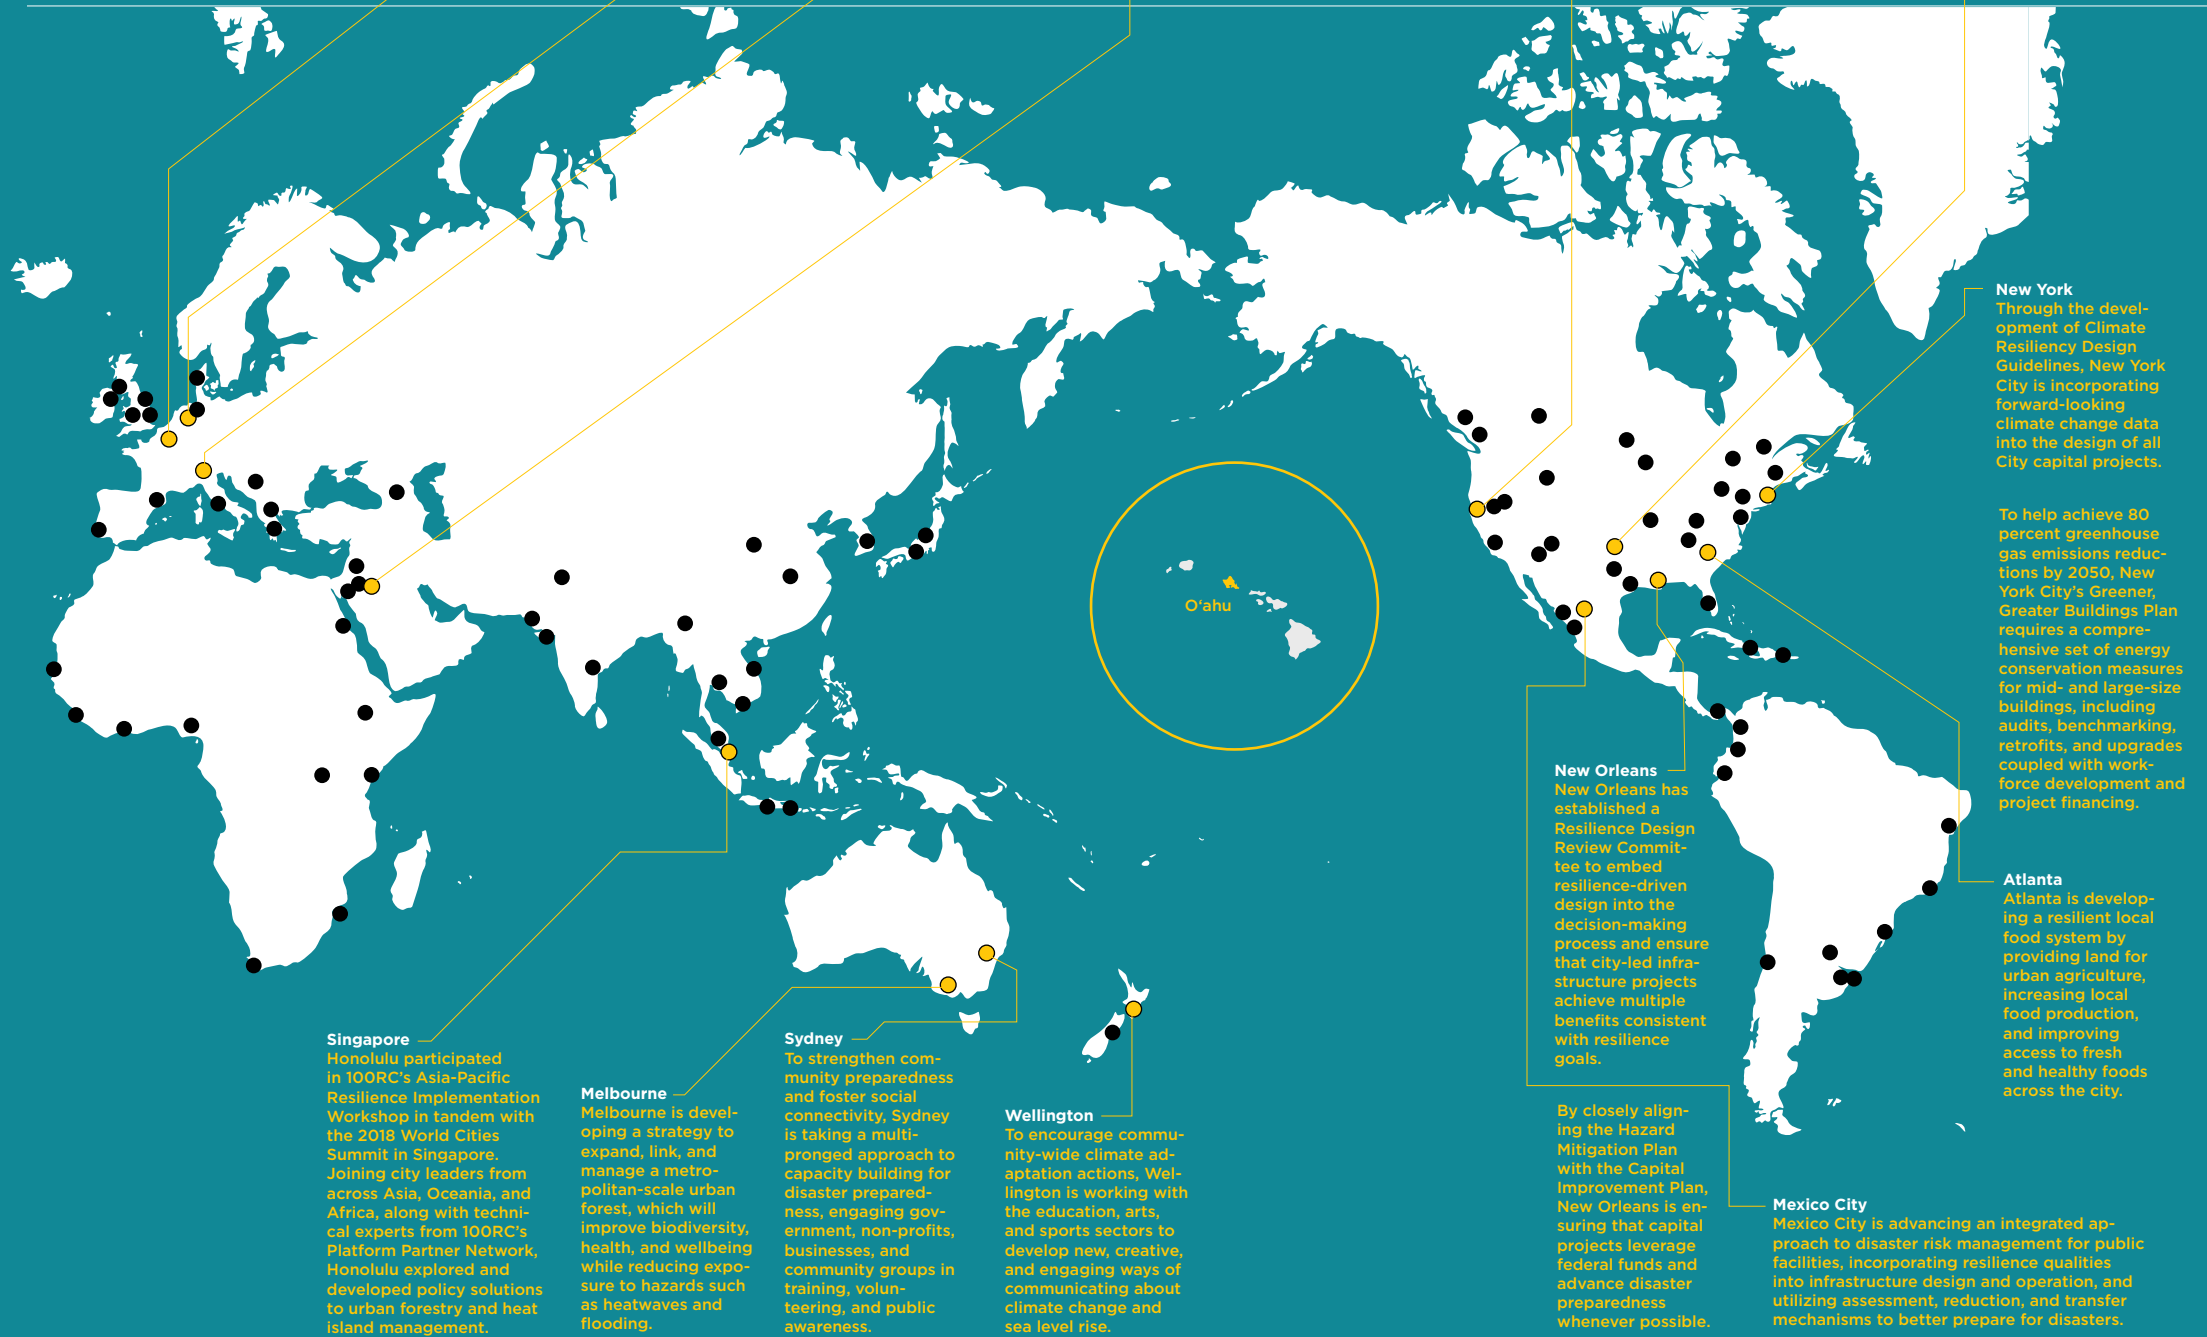 New York
Through the devel-
opment of Climate
Resiliency Design
Guidelines, New York
City is incorporating
forward-looking
climate change data
into the design of all
City capital projects.
To help achieve 80
percent greenhouse
gas emissions reduc-
tions by 2050, New
York City's Greener,
Greater Buildings Plan
requires a compre-
hensive set of energy
conservation measures
for mid- and large-size
buildings, including
audits, benchmarking,
retrofits, and upgrades
coupled with work-
force development and
project financing.
O‘ahu
New Orleans
New Orleans has
established a
Resilience Design
Review Commit-
tee to embed
resilience-driven
design into the
decision-making
process and ensure
that city-led infra-
structure projects
achieve multiple
benefits consistent
with resilience
goals.
By closely align-
ing the Hazard
Mitigation Plan
with the Capital
Improvement Plan,
New Orleans is en-
suring that capital
projects leverage
federal funds and
advance disaster
preparedness
whenever possible.
Atlanta
Atlanta is develop-
ing a resilient local
food system by
providing land for
urban agriculture,
increasing local
food production,
and improving
access to fresh
and healthy foods
across the city.
Singapore
Honolulu participated
in 100RC's Asia-Pacific
Resilience Implementation
Workshop in tandem with
the 2018 World Cities
Summit in Singapore.
Joining city leaders from
across Asia, Oceania, and
Africa, along with techni-
cal experts from 100RC's
Platform Partner Network,
Honolulu explored and
developed policy solutions
to urban forestry and heat
island management.
Melbourne
Melbourne is devel-
oping a strategy to
expand, link, and
manage a metro-
politan-scale urban
forest, which will
improve biodiversity,
health, and wellbeing
while reducing expo-
sure to hazards such
as heatwaves and
flooding.
Sydney
To strengthen com-
munity preparedness
and foster social
connectivity, Sydney
is taking a multi-
pronged approach to
capacity building for
disaster prepared-
ness, engaging gov-
ernment, non-profits,
businesses, and
community groups in
training, volun-
teering, and public
awareness.
Wellington
To encourage commu-
nity-wide climate ad-
aptation actions, Wel-
lington is working with
the education, arts,
and sports sectors to
develop new, creative,
and engaging ways of
communicating about
climate change and
sea level rise.
Mexico City
Mexico City is advancing an integrated ap-
proach to disaster risk management for public
facilities, incorporating resilience qualities
into infrastructure design and operation, and
utilizing assessment, reduction, and transfer
mechanisms to better prepare for disasters.